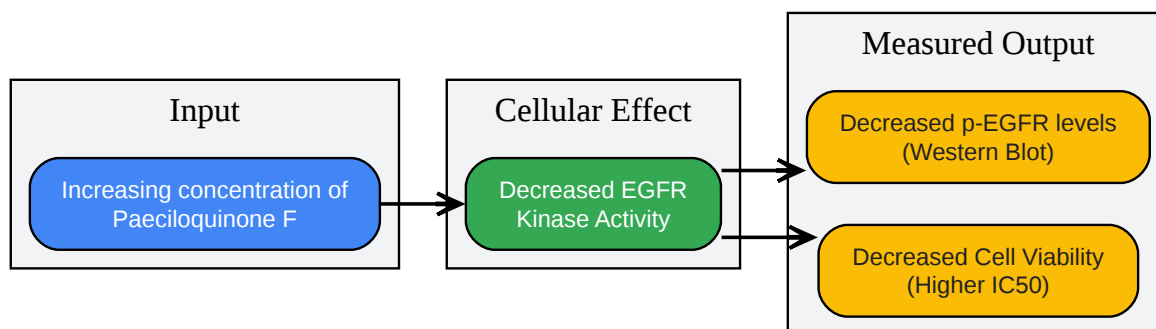 Input
Increasing concentration of
Paeciloquinone F
Cellular Effect
Decreased EGFR
Kinase Activity
Measured Output
Decreased p-EGFR levels
(Western Blot)
Decreased Cell Viability
(Higher IC50)